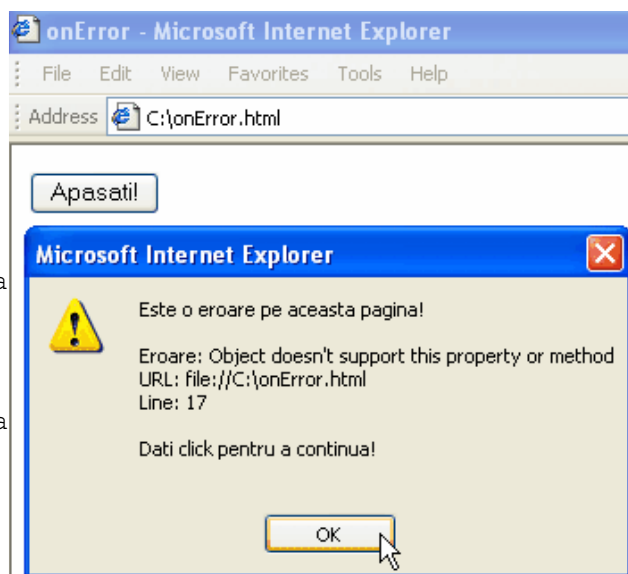 onError - Microsoft Internet Explorer
File Edit View Favorites Tools Help
Address C:\onError.html
Apasati!
Microsoft Internet Explorer
a
Este o eroare pe aceasta pagina!
Eroare: Object doesn't support this property or method
URL: file://C:\onError.html
Line: 17
a
Dati click pentru a continua!
OK